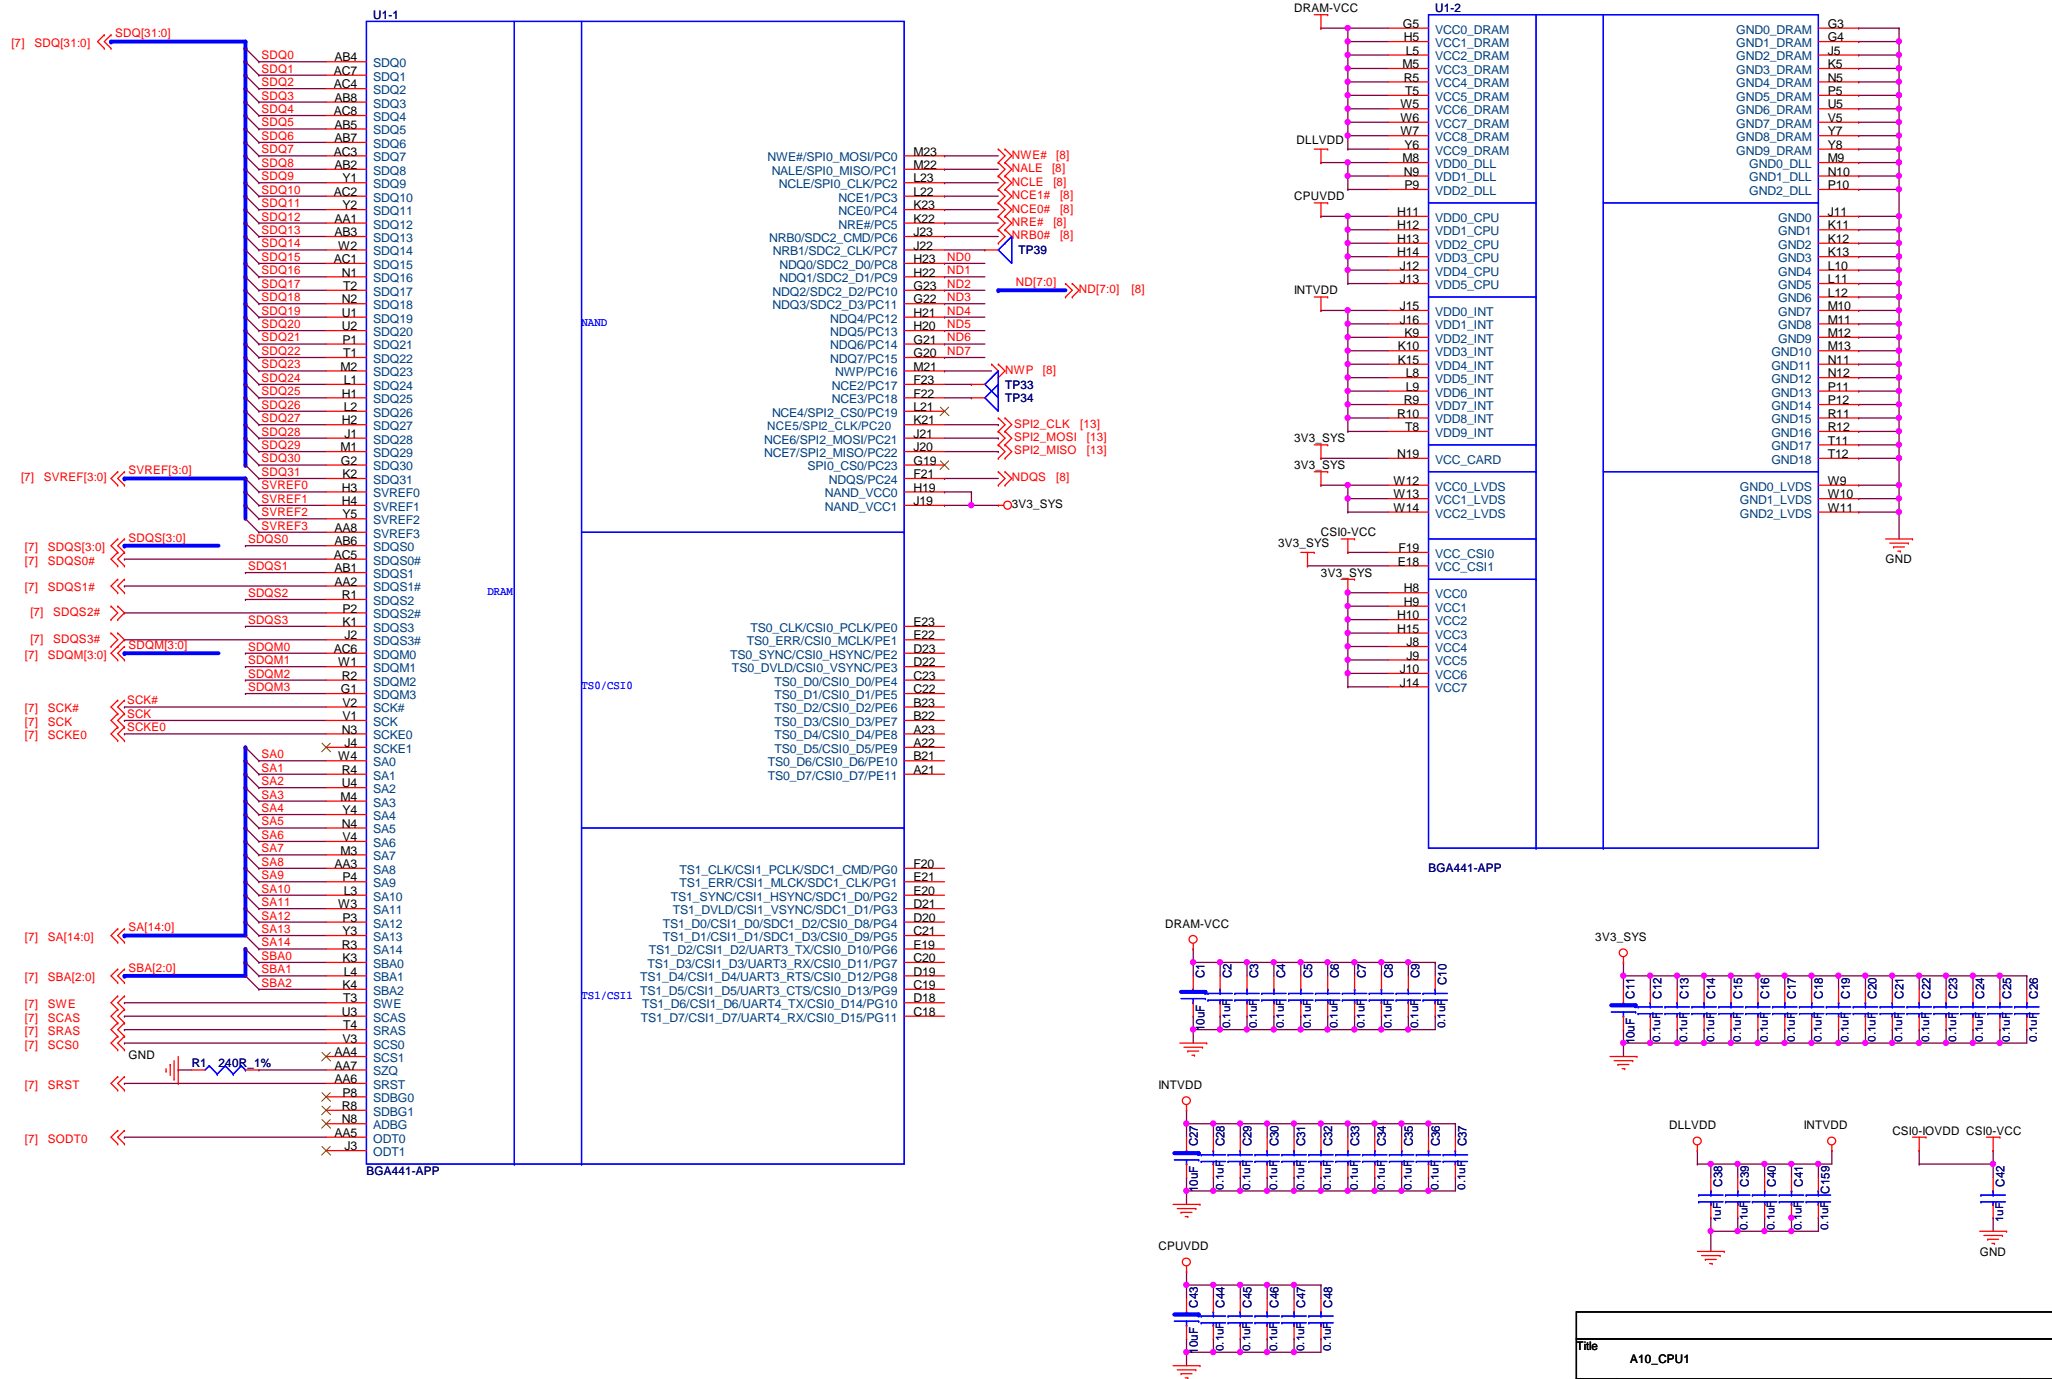 U1-1
[7] SDQ[31:0] SDQ[31:0]
SDQ0 AB4 SDQ0
SDQ1 AC7 SDQ1
SDQ2 AC4 SDQ2
SDQ3 AB8 SDQ3
SDQ4 AC8 SDQ4
SDQ5 AB5 SDQ5
SDQ6 AB7 SDQ6
SDQ7 AC3 SDQ7
SDQ8 AB2 SDQ8
SDQ9 Y1 SDQ9
SDQ10 AC2 SDQ10
SDQ11 Y2 SDQ11
SDQ12 AA1 SDQ12
SDQ13 AB3 SDQ13
SDQ14 W2 SDQ14
SDQ15 AC1 SDQ15
SDQ16 N1 SDQ16
SDQ17 T2 SDQ17
SDQ18 N2 SDQ18
SDQ19 U1 SDQ19
SDQ20 U2 SDQ20
SDQ21 P1 SDQ21
SDQ22 T1 SDQ22
SDQ23 M2 SDQ23
SDQ24 L1 SDQ24
SDQ25 H1 SDQ25
SDQ26 L2 SDQ26
SDQ27 H2 SDQ27
SDQ28 J1 SDQ28
SDQ29 M1 SDQ29
SDQ30 G2 SDQ30
SDQ31 K2 SDQ31
[7] SVREF[3:0] SVREF[3:0]
SVREF0 H3 SVREF0
SVREF1 H4 SVREF1
SVREF2 Y5 SVREF2
SVREF3 AA8 SVREF3
[7] SDQS[3:0] SDQS[3:0] SDQS0 AB6 SDQS0
[7] SDQS0# AC5 SDQS0#
SDQS1 AB1 SDQS1
[7] SDQS1# AA2 SDQS1#
SDQS2 R1 SDQS2
[7] SDQS2# P2 SDQS2#
SDQS3 K1 SDQS3
[7] SDQS3# J2 SDQS3#
[7] SDQM[3:0] SDQM[3:0] SDQM0 AC6 SDQM0
SDQM1 W1 SDQM1
SDQM2 R2 SDQM2
SDQM3 G1 SDQM3
[7] SCK# SCK# V2 SCK#
[7] SCK SCK V1 SCK
[7] SCKE0 SCKE0 N3 SCKE0
J4 SCKE1
SA0 W4 SA0
SA1 R4 SA1
SA2 U4 SA2
SA3 M4 SA3
SA4 Y4 SA4
SA5 N4 SA5
SA6 V4 SA6
SA7 M3 SA7
SA8 AA3 SA8
SA9 P4 SA9
SA10 L3 SA10
SA11 W3 SA11
SA12 P3 SA12
SA13 Y3 SA13
SA14 R3 SA14
[7] SA[14:0] SA[14:0]
SBA0 K3 SBA0
SBA1 L4 SBA1
SBA2 K4 SBA2
[7] SBA[2:0] SBA[2:0]
[7] SWE T3 SWE
[7] SCAS U3 SCAS
[7] SRAS T4 SRAS
[7] SCS0 V3 SCS0
AA4 SCS1
GND R1 240R_1% AA7 SZQ
[7] SRST AA6 SRST
P8 SDBG0
R8 SDBG1
N8 ADBG
[7] SODT0 AA5 ODT0
J3 ODT1
BGA441-APP
DRAM
NAND
TS0/CSI0
TS1/CSI1
NWE#/SPI0_MOSI/PC0 M23 NWE# [8]
NALE/SPI0_MISO/PC1 M22 NALE [8]
NCLE/SPI0_CLK/PC2 L23 NCLE [8]
NCE1/PC3 L22 NCE1# [8]
NCE0/PC4 K23 NCE0# [8]
NRE#/PC5 K22 NRE# [8]
NRB0/SDC2_CMD/PC6 J23 NRB0# [8]
NRB1/SDC2_CLK/PC7 J22 TP39
NDQ0/SDC2_D0/PC8 H23 ND0
NDQ1/SDC2_D1/PC9 H22 ND1
NDQ2/SDC2_D2/PC10 G23 ND2 ND[7:0] ND[7:0] [8]
NDQ3/SDC2_D3/PC11 G22 ND3
NDQ4/PC12 H21 ND4
NDQ5/PC13 H20 ND5
NDQ6/PC14 G21 ND6
NDQ7/PC15 G20 ND7
NWP/PC16 M21 NWP [8]
NCE2/PC17 F23 TP33
NCE3/PC18 F22 TP34
NCE4/SPI2_CS0/PC19 L21
NCE5/SPI2_CLK/PC20 K21 SPI2_CLK [13]
NCE6/SPI2_MOSI/PC21 J21 SPI2_MOSI [13]
NCE7/SPI2_MISO/PC22 J20 SPI2_MISO [13]
SPI0_CS0/PC23 G19
NDQS/PC24 F21 NDQS [8]
NAND_VCC0 H19
NAND_VCC1 J19 3V3_SYS
TS0_CLK/CSI0_PCLK/PE0 E23
TS0_ERR/CSI0_MCLK/PE1 E22
TS0_SYNC/CSI0_HSYNC/PE2 D23
TS0_DVLD/CSI0_VSYNC/PE3 D22
TS0_D0/CSI0_D0/PE4 C23
TS0_D1/CSI0_D1/PE5 C22
TS0_D2/CSI0_D2/PE6 B23
TS0_D3/CSI0_D3/PE7 B22
TS0_D4/CSI0_D4/PE8 A23
TS0_D5/CSI0_D5/PE9 A22
TS0_D6/CSI0_D6/PE10 B21
TS0_D7/CSI0_D7/PE11 A21
TS1_CLK/CSI1_PCLK/SDC1_CMD/PG0 F20
TS1_ERR/CSI1_MLCK/SDC1_CLK/PG1 E21
TS1_SYNC/CSI1_HSYNC/SDC1_D0/PG2 E20
TS1_DVLD/CSI1_VSYNC/SDC1_D1/PG3 D21
TS1_D0/CSI1_D0/SDC1_D2/CSI0_D8/PG4 D20
TS1_D1/CSI1_D1/SDC1_D3/CSI0_D9/PG5 C21
TS1_D2/CSI1_D2/UART3_TX/CSI0_D10/PG6 E19
TS1_D3/CSI1_D3/UART3_RX/CSI0_D11/PG7 C20
TS1_D4/CSI1_D4/UART3_RTS/CSI0_D12/PG8 D19
TS1_D5/CSI1_D5/UART3_CTS/CSI0_D13/PG9 C19
TS1_D6/CSI1_D6/UART4_TX/CSI0_D14/PG10 D18
TS1_D7/CSI1_D7/UART4_RX/CSI0_D15/PG11 C18
U1-2
DRAM-VCC
G5 VCC0_DRAM GND0_DRAM G3
H5 VCC1_DRAM GND1_DRAM G4
L5 VCC2_DRAM GND2_DRAM J5
M5 VCC3_DRAM GND3_DRAM K5
R5 VCC4_DRAM GND4_DRAM N5
T5 VCC5_DRAM GND5_DRAM P5
W5 VCC6_DRAM GND6_DRAM U5
W6 VCC7_DRAM GND7_DRAM V5
W7 VCC8_DRAM GND8_DRAM Y7
Y6 VCC9_DRAM GND9_DRAM Y8
DLLVDD
M8 VDD0_DLL GND0_DLL M9
N9 VDD1_DLL GND1_DLL N10
P9 VDD2_DLL GND2_DLL P10
CPUVDD
H11 VDD0_CPU GND0 J11
H12 VDD1_CPU GND1 K11
H13 VDD2_CPU GND2 K12
H14 VDD3_CPU GND3 K13
J12 VDD4_CPU GND4 L10
J13 VDD5_CPU GND5 L11
INTVDD GND6 L12
J15 VDD0_INT GND7 M10
J16 VDD1_INT GND8 M11
K9 VDD2_INT GND9 M12
K10 VDD3_INT GND10 M13
K15 VDD4_INT GND11 N11
L8 VDD5_INT GND12 N12
L9 VDD6_INT GND13 P11
R9 VDD7_INT GND14 P12
R10 VDD8_INT GND15 R11
T8 VDD9_INT GND16 R12
3V3_SYS GND17 T11
N19 VCC_CARD GND18 T12
3V3_SYS
W12 VCC0_LVDS GND0_LVDS W9
W13 VCC1_LVDS GND1_LVDS W10
W14 VCC2_LVDS GND2_LVDS W11
CSI0-VCC
3V3_SYS F19 VCC_CSI0
E18 VCC_CSI1
GND
3V3_SYS
H8 VCC0
H9 VCC1
H10 VCC2
H15 VCC3
J8 VCC4
J9 VCC5
J10 VCC6
J14 VCC7
BGA441-APP
DRAM-VCC
C1 C2 C3 C4 C5 C6 C7 C8 C9 C10
10uF 0.1uF 0.1uF 0.1uF 0.1uF 0.1uF 0.1uF 0.1uF 0.1uF 0.1uF
3V3_SYS
C11 C12 C13 C14 C15 C16 C17 C18 C19 C20 C21 C22 C23 C24 C25 C26
10uF 0.1uF 0.1uF 0.1uF 0.1uF 0.1uF 0.1uF 0.1uF 0.1uF 0.1uF 0.1uF 0.1uF 0.1uF 0.1uF 0.1uF 0.1uF
INTVDD
C27 C28 C29 C30 C31 C32 C33 C34 C35 C36 C37
10uF 0.1uF 0.1uF 0.1uF 0.1uF 0.1uF 0.1uF 0.1uF 0.1uF 0.1uF 0.1uF
DLLVDD INTVDD
C38 C39 C40 C41 C159
1uF 0.1uF 0.1uF 0.1uF 0.1uF
CSI0-IOVDD CSI0-VCC
C42
1uF
GND
CPUVDD
C43 C44 C45 C46 C47 C48
10uF 0.1uF 0.1uF 0.1uF 0.1uF 0.1uF
Title
A10_CPU1